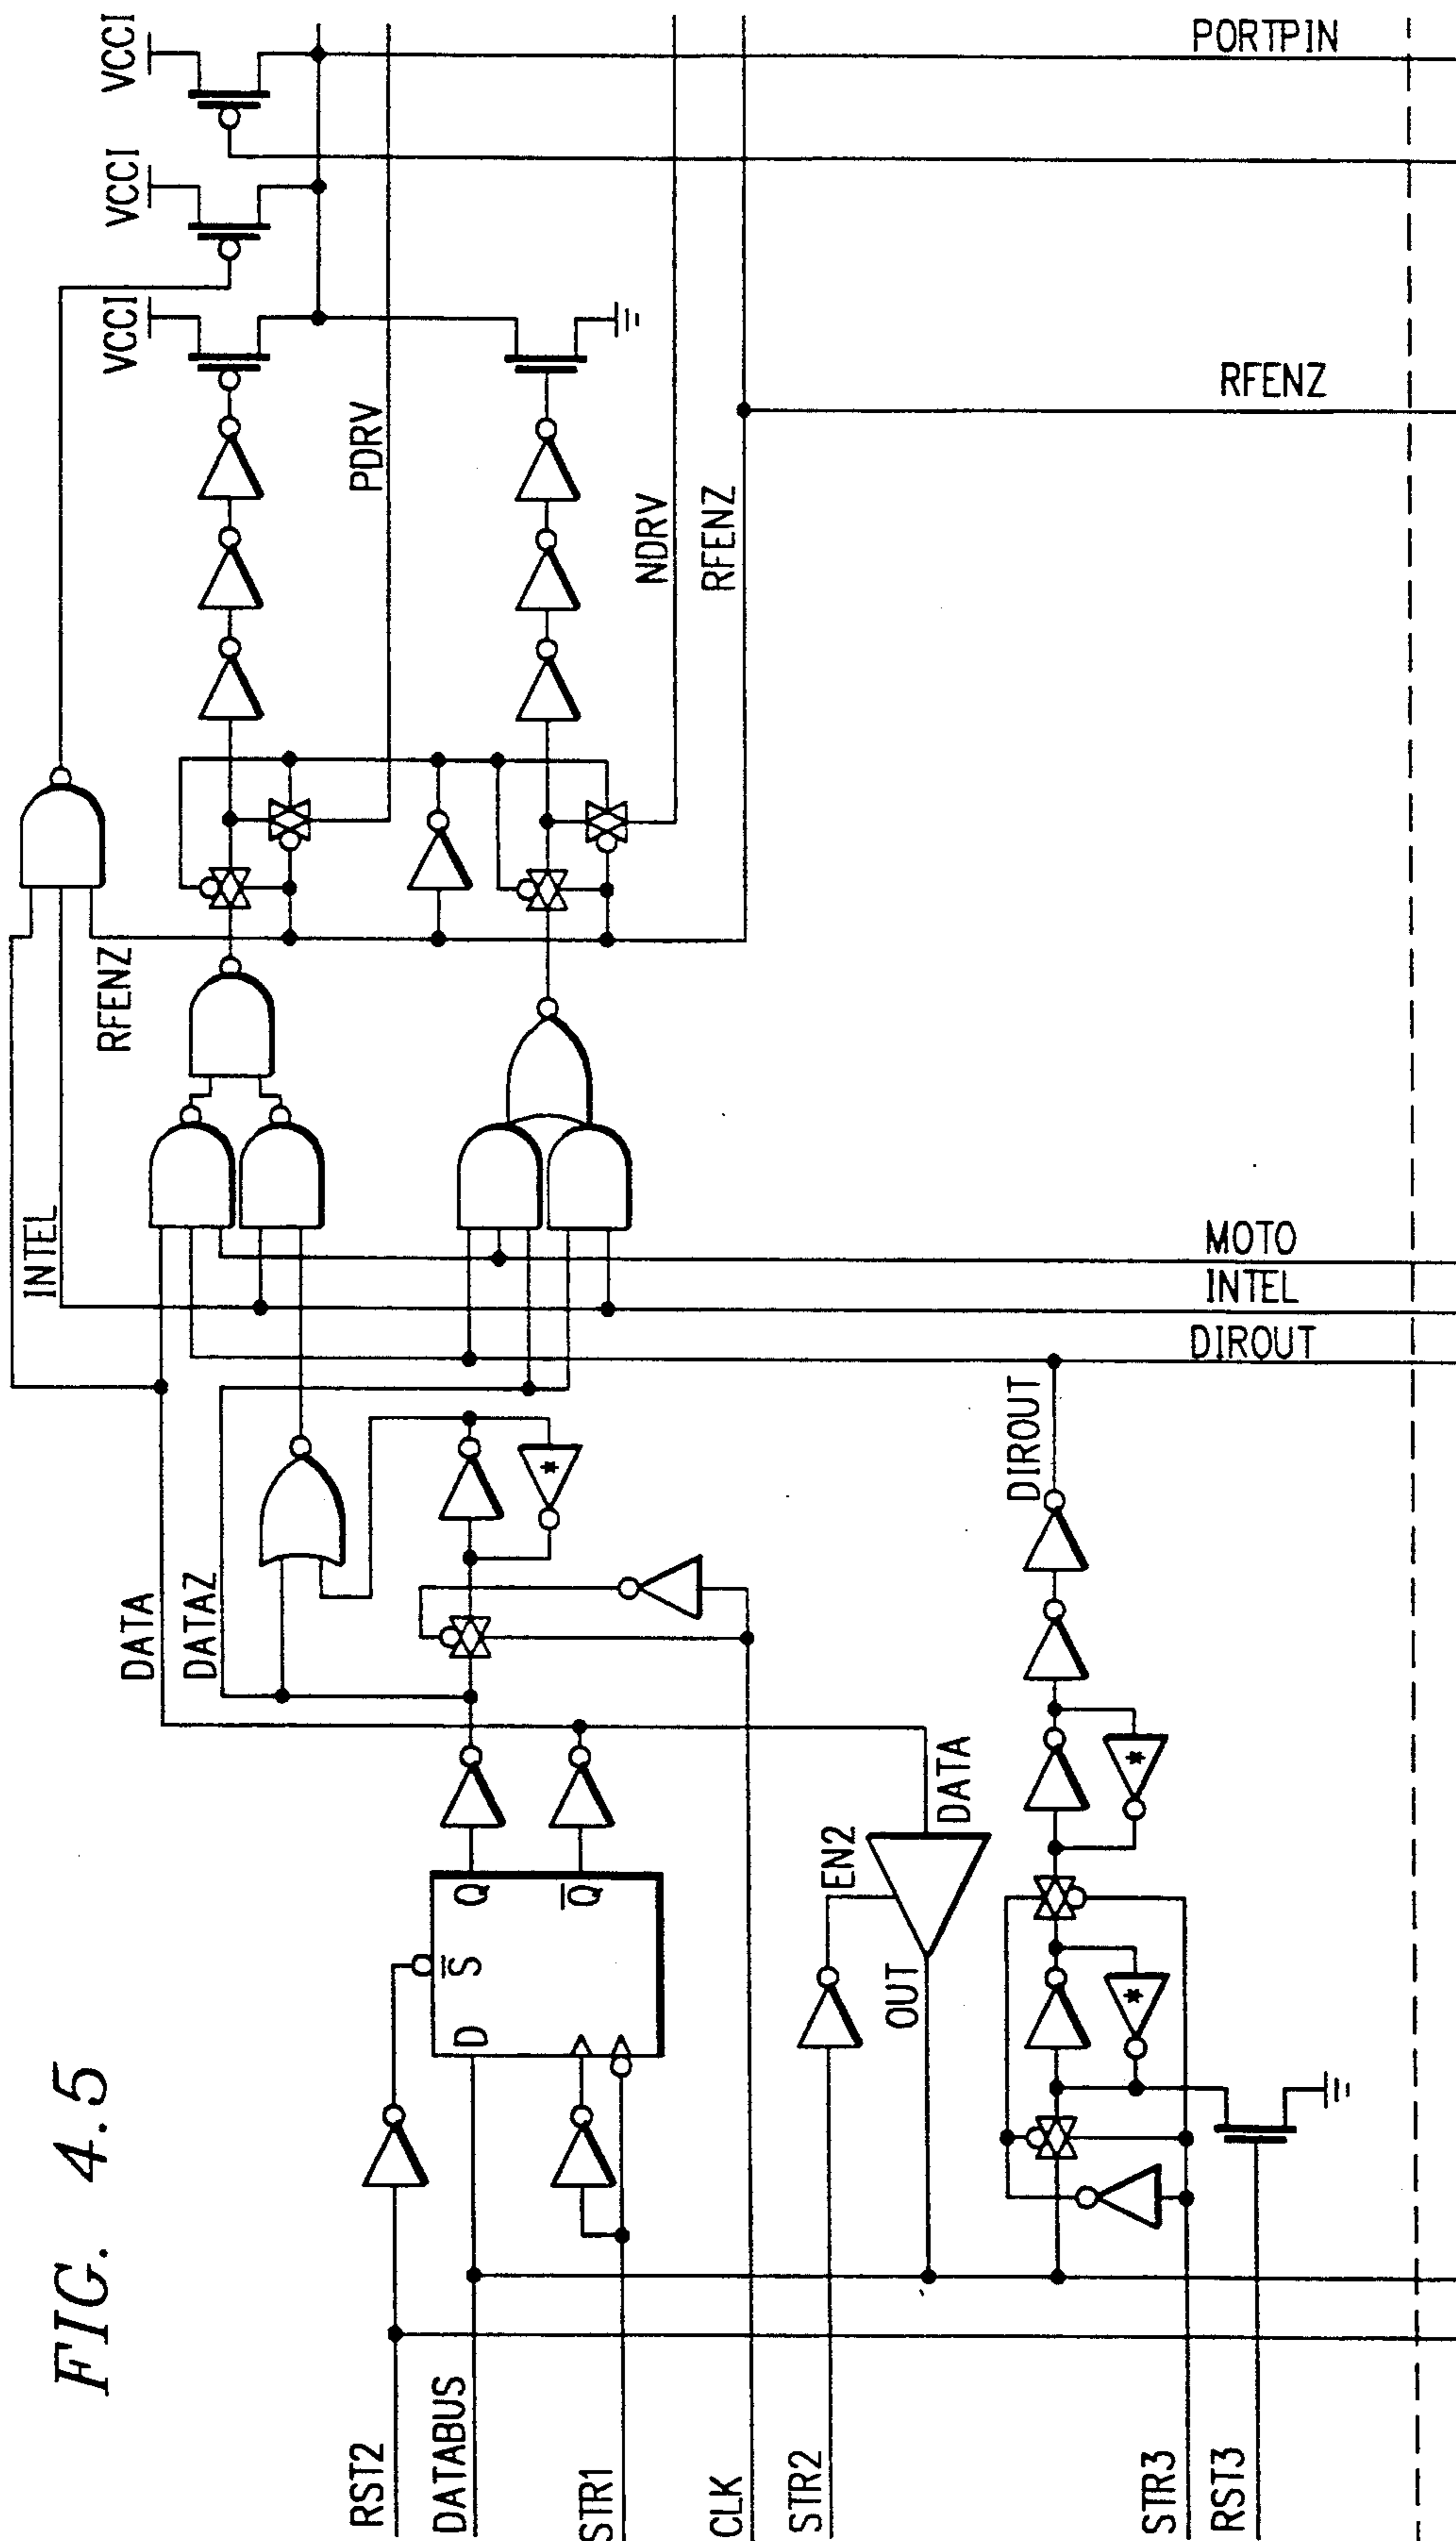 FIG. 4.5
VCCI
VCCI
VCCI
PORTPIN
PDRV
NDRV
RFENZ
RFENZ
RFENZ
INTEL
MOTO
INTEL
DIROUT
DIROUT
DATA
DATAZ
*
Q
Q̅
S̅
D
DATA
EN2
OUT
*
*
RST2
DATABUS
STR1
CLK
STR2
STR3
RST3